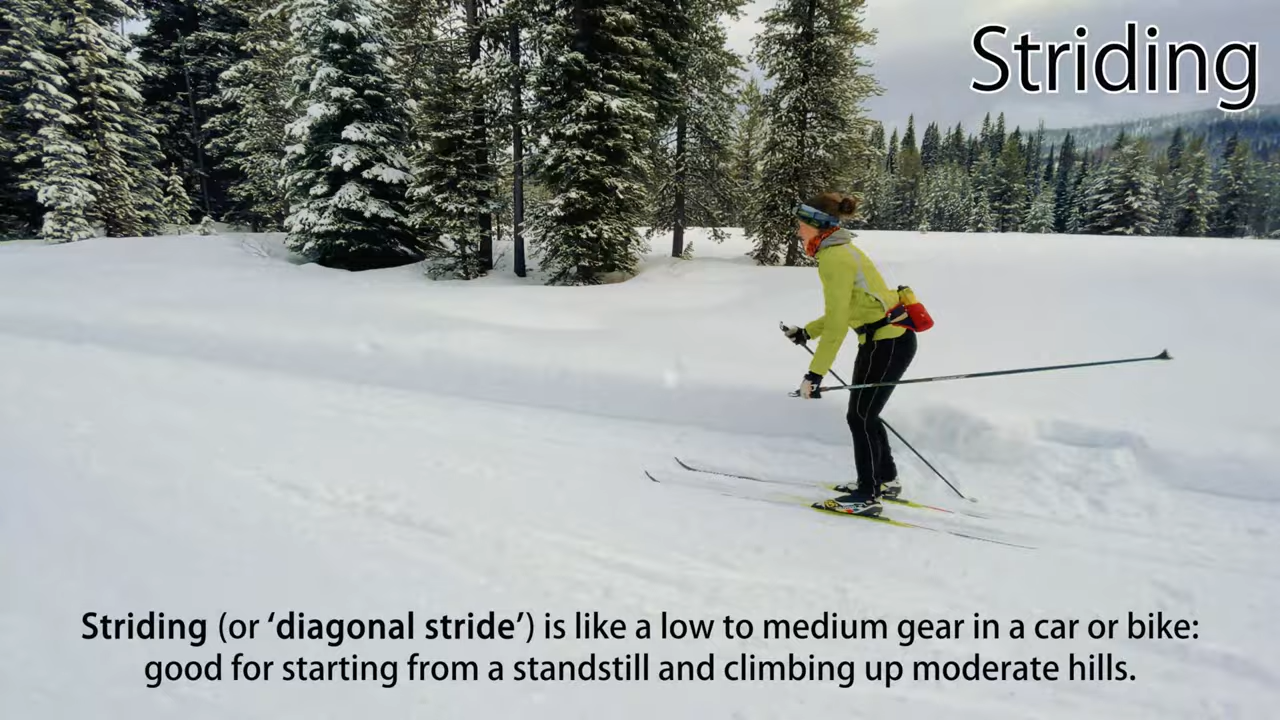 Striding
Striding (or ‘diagonal stride’) is like a low to medium gear in a car or bike:
good for starting from a standstill and climbing up moderate hills.